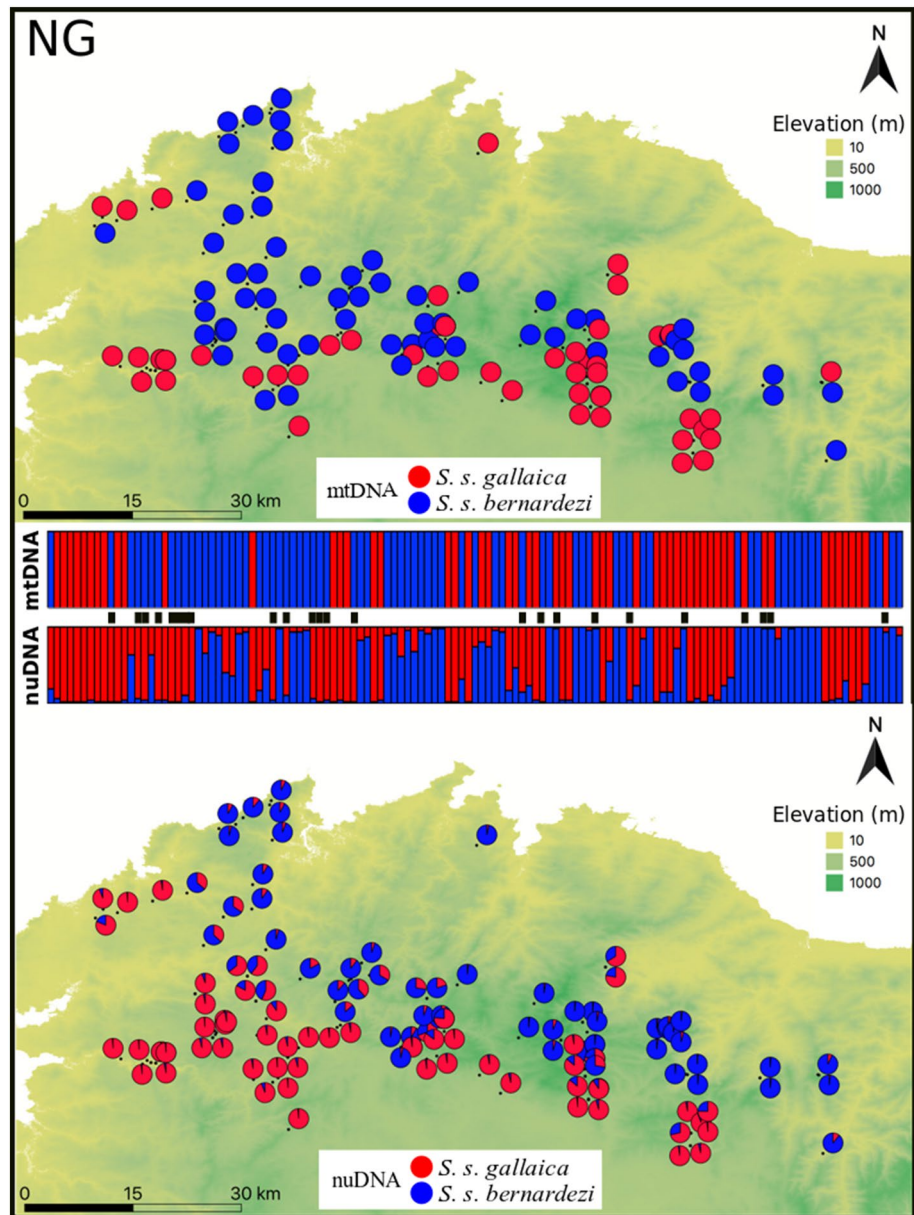 NG
N
Elevation (m)
10
500
1000
mtDNA
S. s. gallaica
S. s. bernardezi
0 15 30 km
mtDNA
nuDNA
N
Elevation (m)
10
500
1000
nuDNA
S. s. gallaica
S. s. bernardezi
0 15 30 km